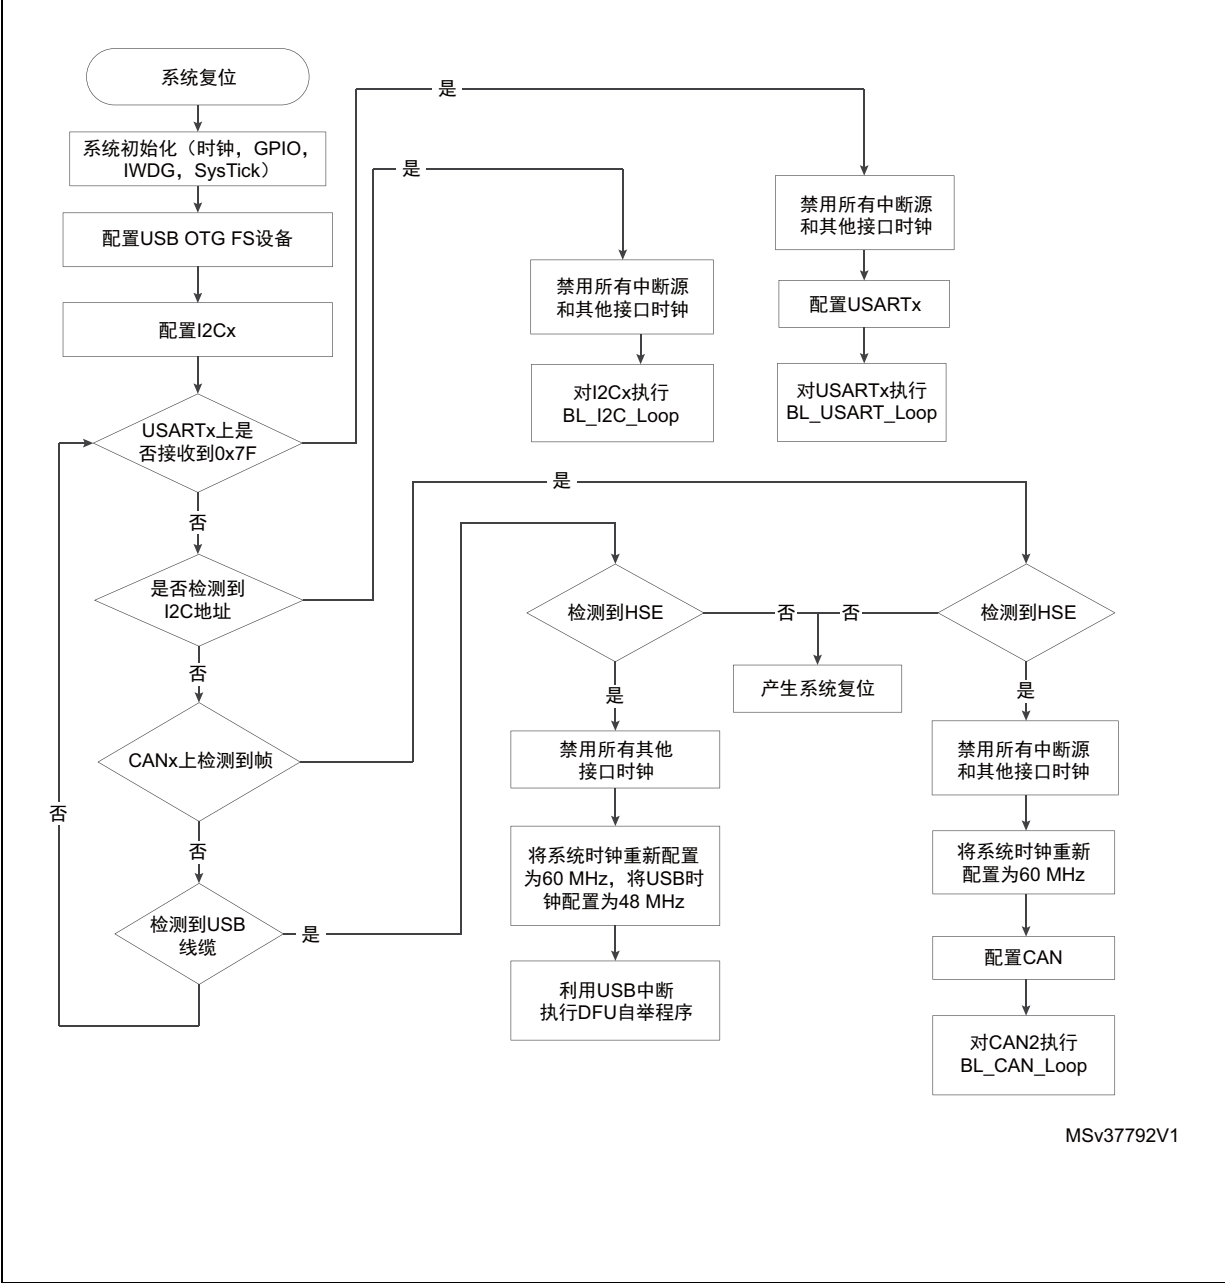 系统复位
是
系统初始化（时钟，GPIO，
IWDG，SysTick）
是
禁用所有中断源
和其他接口时钟
配置USB OTG FS设备
禁用所有中断源
和其他接口时钟
配置USARTx
配置I2Cx
对I2Cx执行
BL_I2C_Loop
对USARTx执行
BL_USART_Loop
USARTx上是
否接收到0x7F
是
否
是否检测到
I2C地址
检测到HSE
否
否
检测到HSE
否
产生系统复位
是
是
CANx上检测到帧
禁用所有其他
接口时钟
禁用所有中断源
和其他接口时钟
否
否
将系统时钟重新配置
为60 MHz，将USB时
钟配置为48 MHz
将系统时钟重新
配置为60 MHz
检测到USB
线缆
是
配置CAN
利用USB中断
执行DFU自举程序
对CAN2执行
BL_CAN_Loop
MSv37792V1